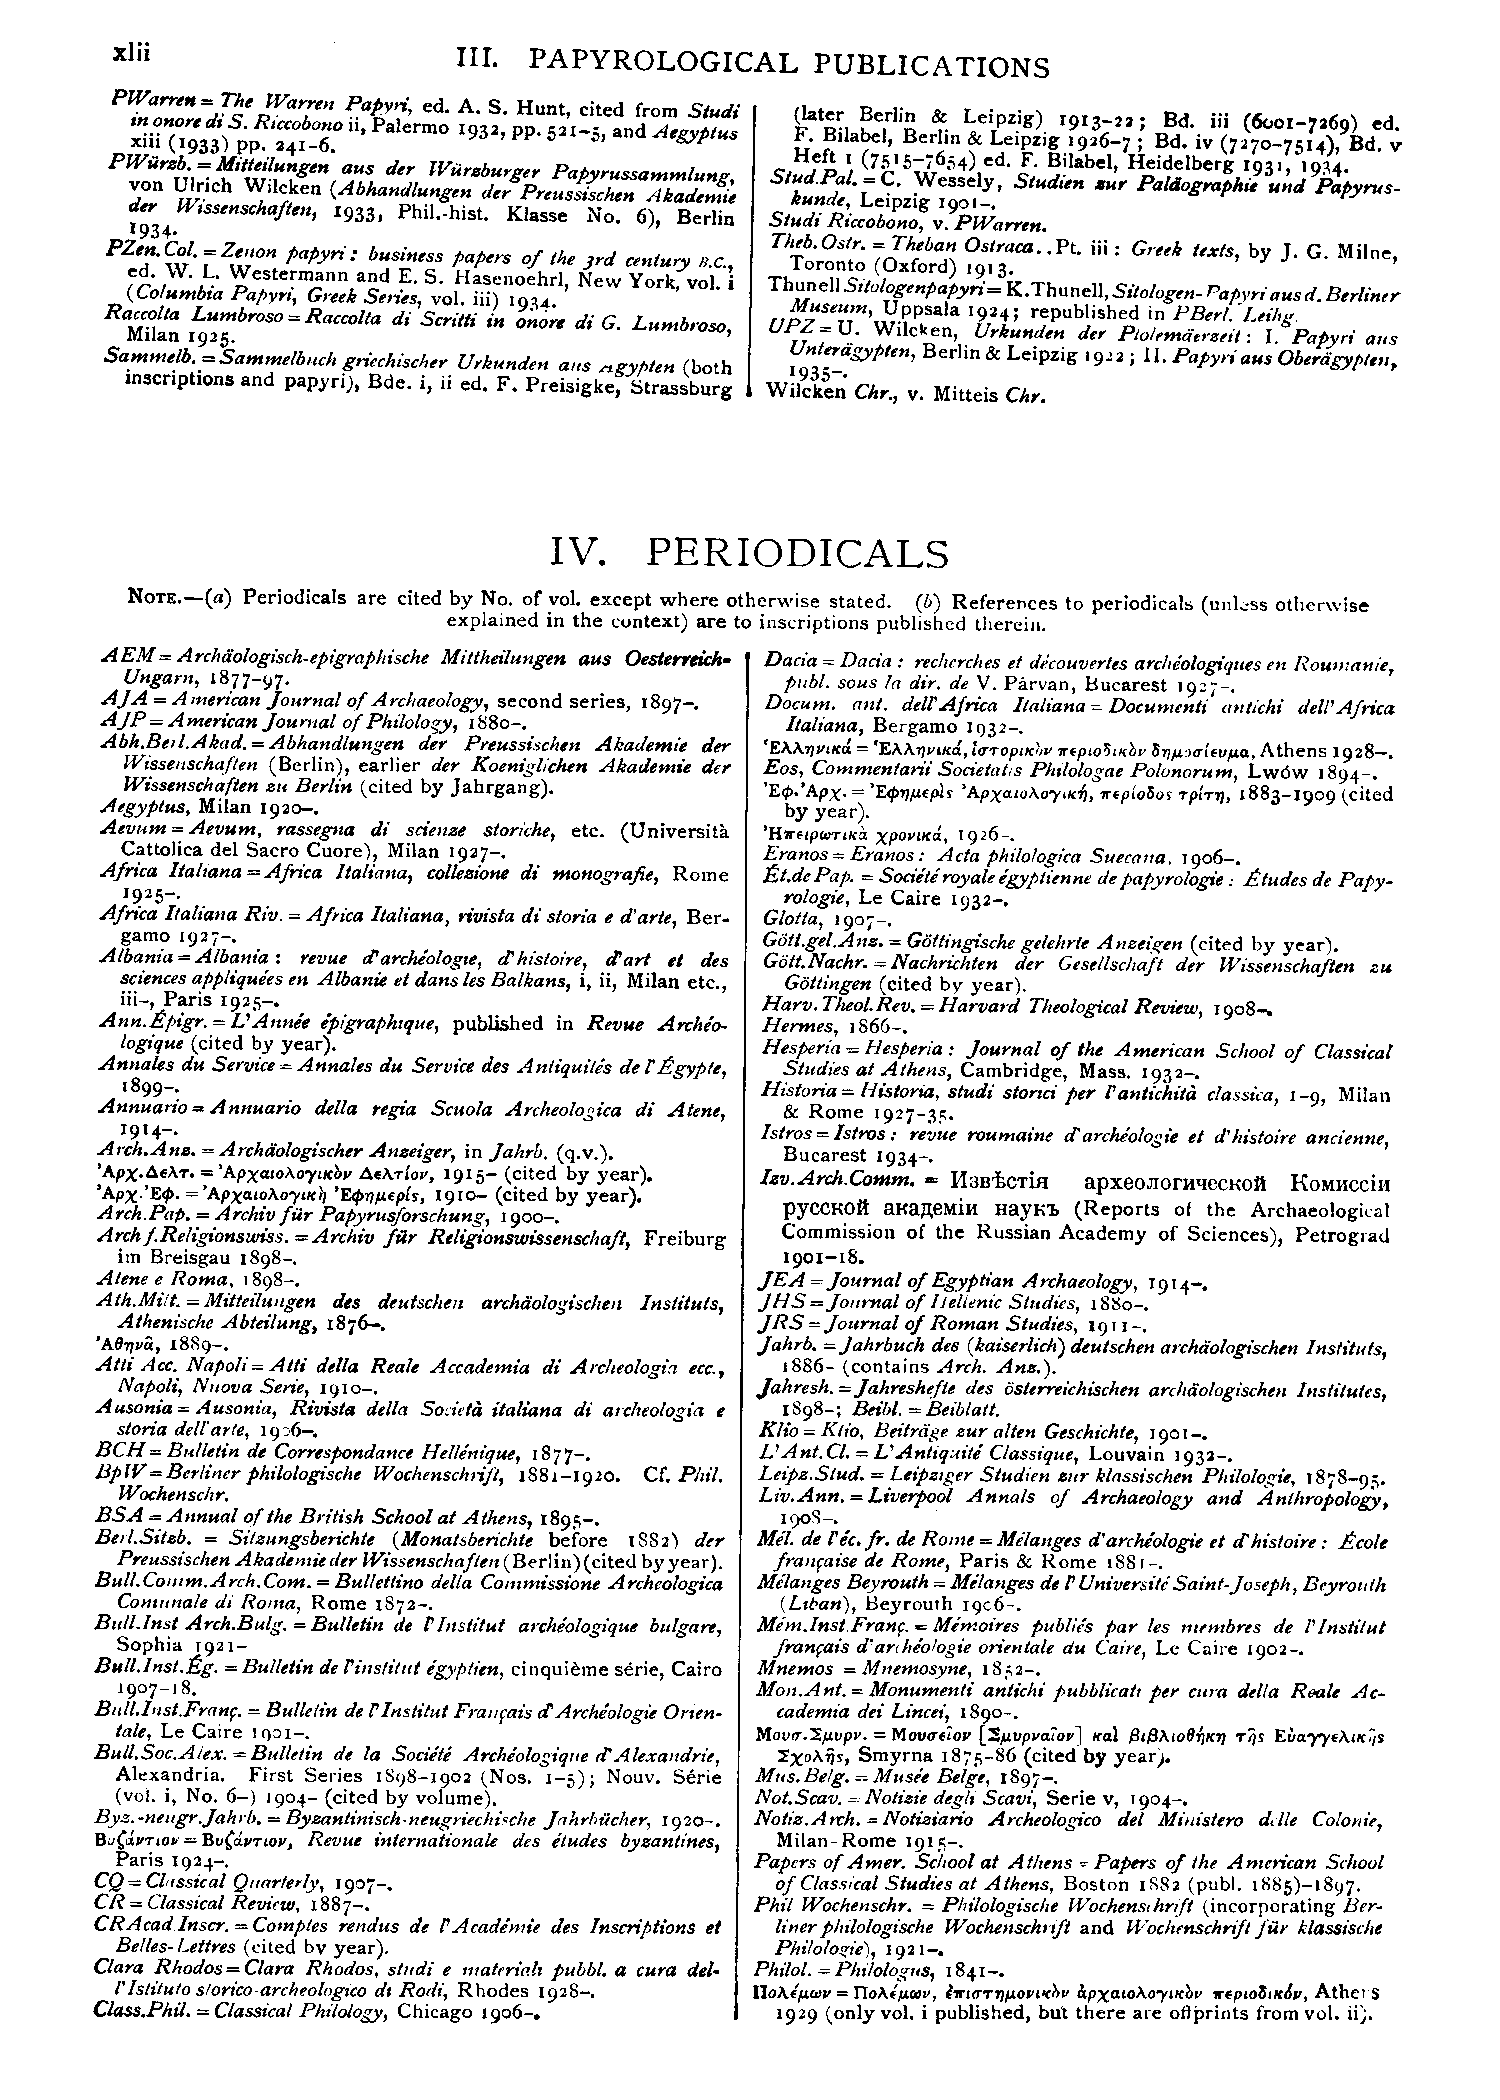 xlii
III. PAPYROLOGICAL PUBLICATIONS
PWarren = The Warren Papyri, ed. A. S. Hunt, cited from Studi
in onore di S. Riccobono ii, Palermo 1932, pp. 521–5, and Aegyptus
xiii (1933) pp. 241–6.
PWürzb. = Mitteilungen aus der Würzburger Papyrussammlung,
von Ulrich Wilcken (Abhandlungen der Preussischen Akademie
der Wissenschaften, 1933, Phil.-hist. Klasse No. 6), Berlin
1934.
PZen.Col. = Zenon papyri : business papers of the 3rd century B.C.,
ed. W. L. Westermann and E. S. Hasenoehrl, New York, vol. i
(Columbia Papyri, Greek Series, vol. iii) 1934.
Raccolta Lumbroso = Raccolta di Scritti in onore di G. Lumbroso,
Milan 1925.
Sammelb. = Sammelbuch griechischer Urkunden aus Ägypten (both
inscriptions and papyri), Bde. i, ii ed. F. Preisigke, Strassburg
(later Berlin & Leipzig) 1913–22 ; Bd. iii (6001–7269) ed.
F. Bilabel, Berlin & Leipzig 1926–7 ; Bd. iv (7270–7514), Bd. v
Heft 1 (7515–7654) ed. F. Bilabel, Heidelberg 1931, 1934.
Stud.Pal. = C. Wessely, Studien zur Paläographie und Papyrus-
kunde, Leipzig 1901–.
Studi Riccobono, v. PWarren.
Theb.Ostr. = Theban Ostraca. . Pt. iii : Greek texts, by J. G. Milne,
Toronto (Oxford) 1913.
Thunell Sitologenpapyri = K. Thunell, Sitologen-Papyri aus d. Berliner
Museum, Uppsala 1924 ; republished in PBerl. Leihg.
UPZ = U. Wilcken, Urkunden der Ptolemäerzeit : I. Papyri aus
Unterägypten, Berlin & Leipzig 1922 ; II. Papyri aus Oberägypten,
1935–.
Wilcken Chr., v. Mitteis Chr.
IV. PERIODICALS
NOTE.—(a) Periodicals are cited by No. of vol. except where otherwise stated. (b) References to periodicals (unless otherwise
explained in the context) are to inscriptions published therein.
AEM = Archäologisch-epigraphische Mittheilungen aus Oesterreich-
Ungarn, 1877–97.
AJA = American Journal of Archaeology, second series, 1897–.
AJP = American Journal of Philology, 1880–.
Abh.Berl.Akad. = Abhandlungen der Preussischen Akademie der
Wissenschaften (Berlin), earlier der Koeniglichen Akademie der
Wissenschaften zu Berlin (cited by Jahrgang).
Aegyptus, Milan 1920–.
Aevum = Aevum, rassegna di scienze storiche, etc. (Università
Cattolica del Sacro Cuore), Milan 1927–.
Africa Italiana = Africa Italiana, collezione di monografie, Rome
1925–.
Africa Italiana Riv. = Africa Italiana, rivista di storia e d'arte, Ber-
gamo 1927–.
Albania = Albania : revue d'archéologie, d'histoire, d'art et des
sciences appliquées en Albanie et dans les Balkans, i, ii, Milan etc.,
iii–, Paris 1925–.
Ann.Épigr. = L'Année épigraphique, published in Revue Archéo-
logique (cited by year).
Annales du Service = Annales du Service des Antiquités de l'Égypte,
1899–.
Annuario = Annuario della regia Scuola Archeologica di Atene,
1914–.
Arch.Anz. = Archäologischer Anzeiger, in Jahrb. (q.v.).
Ἀρχ.Δελτ. = Ἀρχαιολογικὸν Δελτίον, 1915– (cited by year).
Ἀρχ.Ἐφ. = Ἀρχαιολογικὴ Ἐφημερίς, 1910– (cited by year).
Arch.Pap. = Archiv für Papyrusforschung, 1900–.
Arch f.Religionswiss. = Archiv für Religionswissenschaft, Freiburg
im Breisgau 1898–.
Atene e Roma, 1898–.
Ath.Mitt. = Mitteilungen des deutschen archäologischen Instituts,
Athenische Abteilung, 1876–.
Ἀθηνᾶ, 1889–.
Atti Acc. Napoli = Atti della Reale Accademia di Archeologia ecc.,
Napoli, Nuova Serie, 1910–.
Ausonia = Ausonia, Rivista della Società italiana di archeologia e
storia dell'arte, 1906–.
BCH = Bulletin de Correspondance Hellénique, 1877–.
BpW = Berliner philologische Wochenschrift, 1881–1920. Cf. Phil.
Wochenschr.
BSA = Annual of the British School at Athens, 1895–.
Berl.Sitzb. = Sitzungsberichte (Monatsberichte before 1882) der
Preussischen Akademie der Wissenschaften (Berlin) (cited by year).
Bull.Comm.Arch.Com. = Bullettino della Commissione Archeologica
Comunale di Roma, Rome 1872–.
Bull.Inst Arch.Bulg. = Bulletin de l'Institut archéologique bulgare,
Sophia 1921–
Bull.Inst.Ég. = Bulletin de l'institut égyptien, cinquième série, Cairo
1907–18.
Bull.Inst.Franç. = Bulletin de l'Institut Français d'Archéologie Orien-
tale, Le Caire 1901–.
Bull.Soc.Alex. = Bulletin de la Société Archéologique d'Alexandrie,
Alexandria. First Series 1898–1902 (Nos. 1–5) ; Nouv. Série
(vol. i, No. 6–) 1904– (cited by volume).
Byz.-neugr.Jahrb. = Byzantinisch-neugriechische Jahrbücher, 1920–.
Βυζάντιον = Βυζάντιον, Revue internationale des études byzantines,
Paris 1924–.
CQ = Classical Quarterly, 1907–.
CR = Classical Review, 1887–.
CRAcad Inscr. = Comptes rendus de l'Académie des Inscriptions et
Belles-Lettres (cited by year).
Clara Rhodos = Clara Rhodos, studi e materiali pubbl. a cura del-
l'Istituto storico-archeologico di Rodi, Rhodes 1928–.
Class.Phil. = Classical Philology, Chicago 1906–.
Dacia = Dacia : recherches et découvertes archéologiques en Roumanie,
publ. sous la dir. de V. Pârvan, Bucarest 1927–.
Docum. ant. dell'Africa Italiana = Documenti antichi dell'Africa
Italiana, Bergamo 1932–.
Ἑλληνικά = Ἑλληνικά, ἱστορικὸν περιοδικὸν δημοσίευμα, Athens 1928–.
Eos, Commentarii Societatis Philologae Polonorum, Lwów 1894–.
Ἐφ.Ἀρχ. = Ἐφημερὶς Ἀρχαιολογική, περίοδος τρίτη, 1883–1909 (cited
by year).
Ἠπειρωτικὰ χρονικά, 1926–.
Eranos = Eranos : Acta philologica Suecana, 1906–.
Ét.de Pap. = Société royale égyptienne de papyrologie : Études de Papy-
rologie, Le Caire 1932–.
Glotta, 1907–.
Gött.gel.Anz. = Göttingische gelehrte Anzeigen (cited by year).
Gött.Nachr. = Nachrichten der Gesellschaft der Wissenschaften zu
Göttingen (cited by year).
Harv.Theol.Rev. = Harvard Theological Review, 1908–.
Hermes, 1866–.
Hesperia = Hesperia : Journal of the American School of Classical
Studies at Athens, Cambridge, Mass. 1932–.
Historia = Historia, studi storici per l'antichità classica, 1–9, Milan
& Rome 1927–35.
Istros = Istros : revue roumaine d'archéologie et d'histoire ancienne,
Bucarest 1934–.
Izv.Arch.Comm. = Извѣстія археологической Комиссіи
русской академіи наукъ (Reports of the Archaeological
Commission of the Russian Academy of Sciences), Petrograd
1901–18.
JEA = Journal of Egyptian Archaeology, 1914–.
JHS = Journal of Hellenic Studies, 1880–.
JRS = Journal of Roman Studies, 1911–.
Jahrb. = Jahrbuch des (kaiserlich) deutschen archäologischen Instituts,
1886– (contains Arch. Anz.).
Jahresh. = Jahreshefte des österreichischen archäologischen Institutes,
1898– ; Beibl. = Beiblatt.
Klio = Klio, Beiträge zur alten Geschichte, 1901–.
L'Ant.Cl. = L'Antiquité Classique, Louvain 1932–.
Leipz.Stud. = Leipziger Studien zur klassischen Philologie, 1878–95.
Liv.Ann. = Liverpool Annals of Archaeology and Anthropology,
1908–.
Mél. de l'éc. fr. de Rome = Mélanges d'archéologie et d'histoire : École
française de Rome, Paris & Rome 1881–.
Mélanges Beyrouth = Mélanges de l'Université Saint-Joseph, Beyrouth
(Liban), Beyrouth 1906–.
Mém.Inst.Franç. = Mémoires publiés par les membres de l'Institut
français d'archéologie orientale du Caire, Le Caire 1902–.
Mnemos = Mnemosyne, 1852–.
Mon.Ant. = Monumenti antichi pubblicati per cura della Reale Ac-
cademia dei Lincei, 1890–.
Μουσ.Σμυρν. = Μουσεῖον [Σμυρναῖον] καὶ βιβλιοθήκη τῆς Εὐαγγελικῆς
Σχολῆς, Smyrna 1875–86 (cited by year).
Mus.Belg. = Musée Belge, 1897–.
Not.Scav. = Notizie degli Scavi, Serie v, 1904–.
Notiz.Arch. = Notiziario Archeologico del Ministero delle Colonie,
Milan-Rome 1915–.
Papers of Amer. School at Athens = Papers of the American School
of Classical Studies at Athens, Boston 1882 (publ. 1885)–1897.
Phil Wochenschr. = Philologische Wochenschrift (incorporating Ber-
liner philologische Wochenschrift and Wochenschrift für klassische
Philologie), 1921–.
Philol. = Philologus, 1841–.
Πολέμων = Πολέμων, ἐπιστημονικὸν ἀρχαιολογικὸν περιοδικόν, Athens
1929 (only vol. i published, but there are offprints from vol. ii).